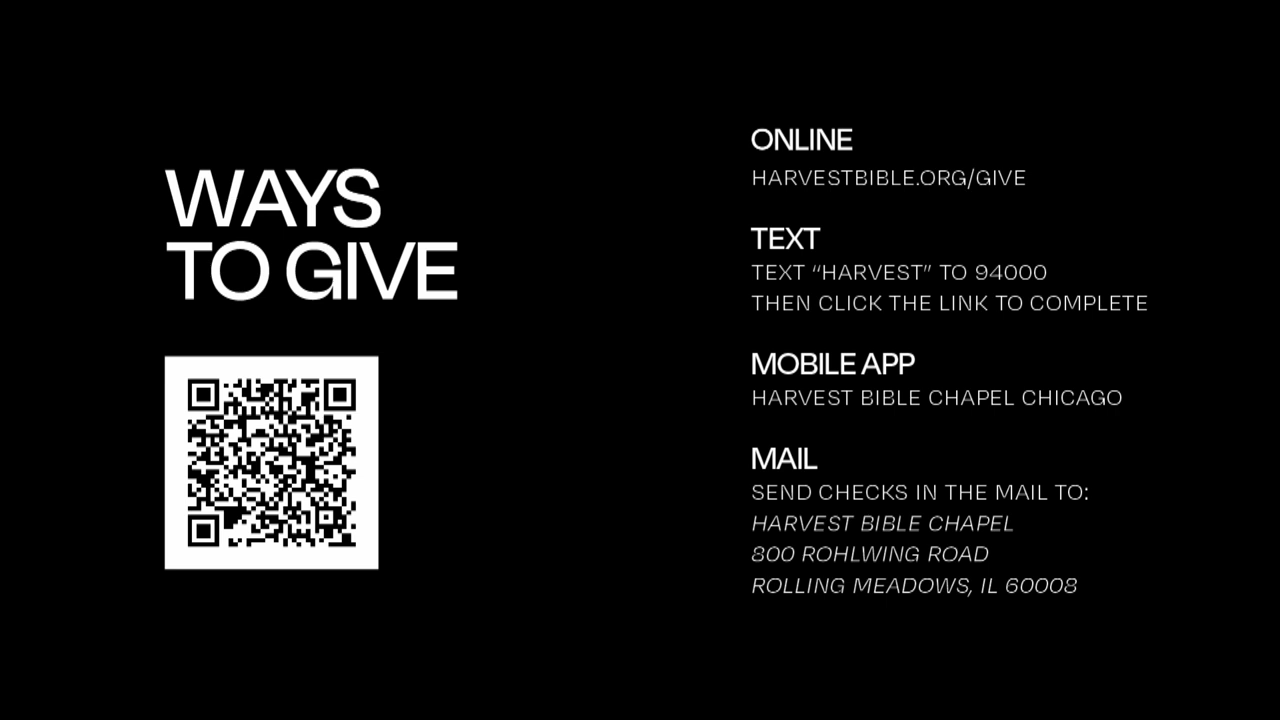 WAYS
TO GIVE
ONLINE
HARVESTBIBLE.ORG/GIVE
TEXT
TEXT “HARVEST” TO 94000
THEN CLICK THE LINK TO COMPLETE
MOBILE APP
HARVEST BIBLE CHAPEL CHICAGO
MAIL
SEND CHECKS IN THE MAIL TO:
HARVEST BIBLE CHAPEL
800 ROHLWING ROAD
ROLLING MEADOWS, IL 60008